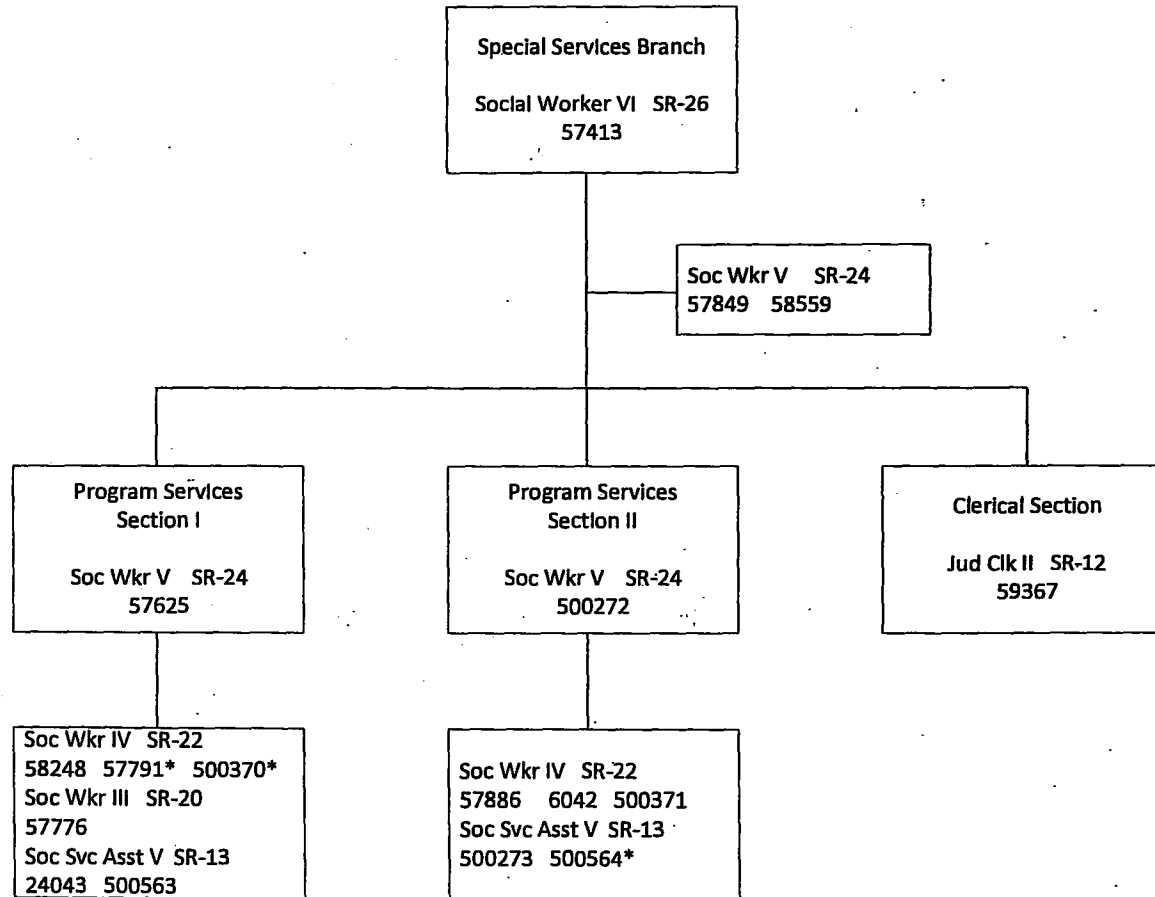 Special Services Branch
Social Worker VI SR-26
57413
Soc Wkr V SR-24
57849 58559
Program Services
Section I
Soc Wkr V SR-24
57625
Program Services
Section II
Soc Wkr V SR-24
500272
Clerical Section
Jud Clk II SR-12
59367
Soc Wkr IV SR-22
58248 57791* 500370*
Soc Wkr III SR-20
57776
Soc Svc Asst V SR-13
24043 500563
Soc Wkr IV SR-22
57886 6042 500371
Soc Svc Asst V SR-13
500273 500564*